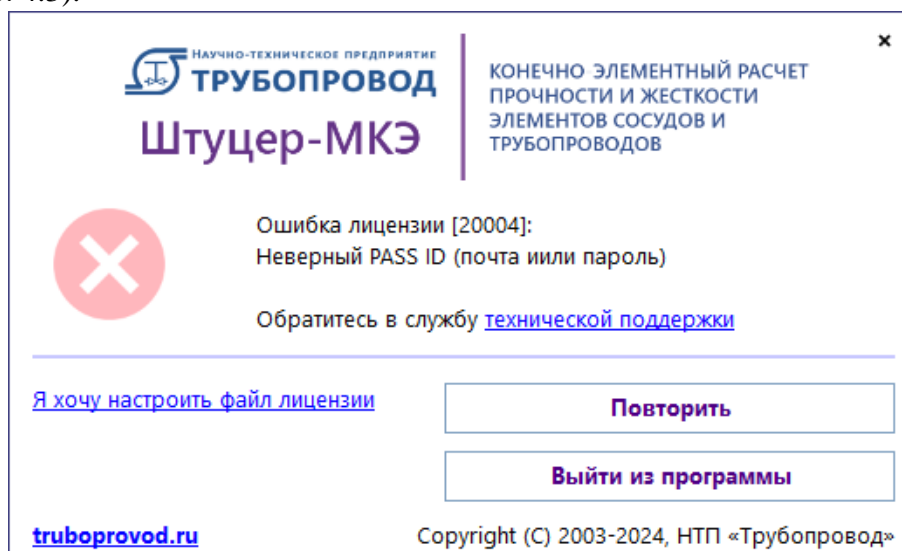 НАУЧНО-ТЕХНИЧЕСКОЕ ПРЕДПРИЯТИЕ
ТРУБОПРОВОД
Штуцер-МКЭ
КОНЕЧНО ЭЛЕМЕНТНЫЙ РАСЧЕТ
ПРОЧНОСТИ И ЖЕСТКОСТИ
ЭЛЕМЕНТОВ СОСУДОВ И
ТРУБОПРОВОДОВ
Ошибка лицензии [20004]:
Неверный PASS ID (почта иили пароль)
Обратитесь в службу технической поддержки
Я хочу настроить файл лицензии
Повторить
Выйти из программы
truboprovod.ru
Copyright (C) 2003-2024, НТП «Трубопровод»